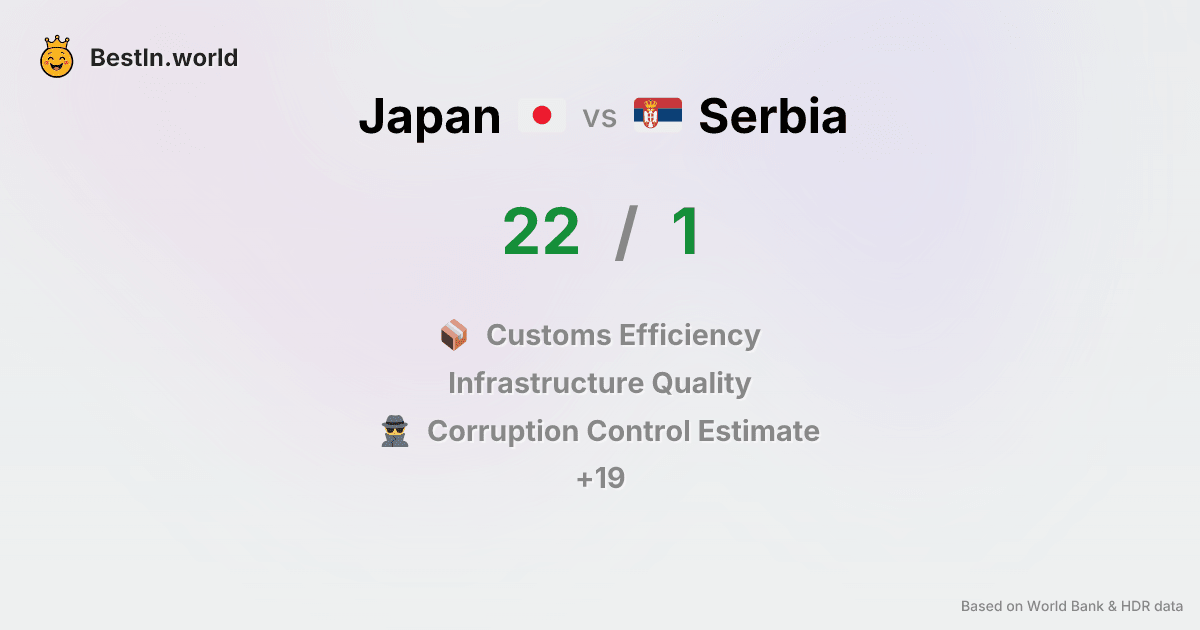 BestIn.world
Japan vs Serbia
22 / 1
Customs Efficiency
Infrastructure Quality
Corruption Control Estimate
+19
Based on World Bank & HDR data